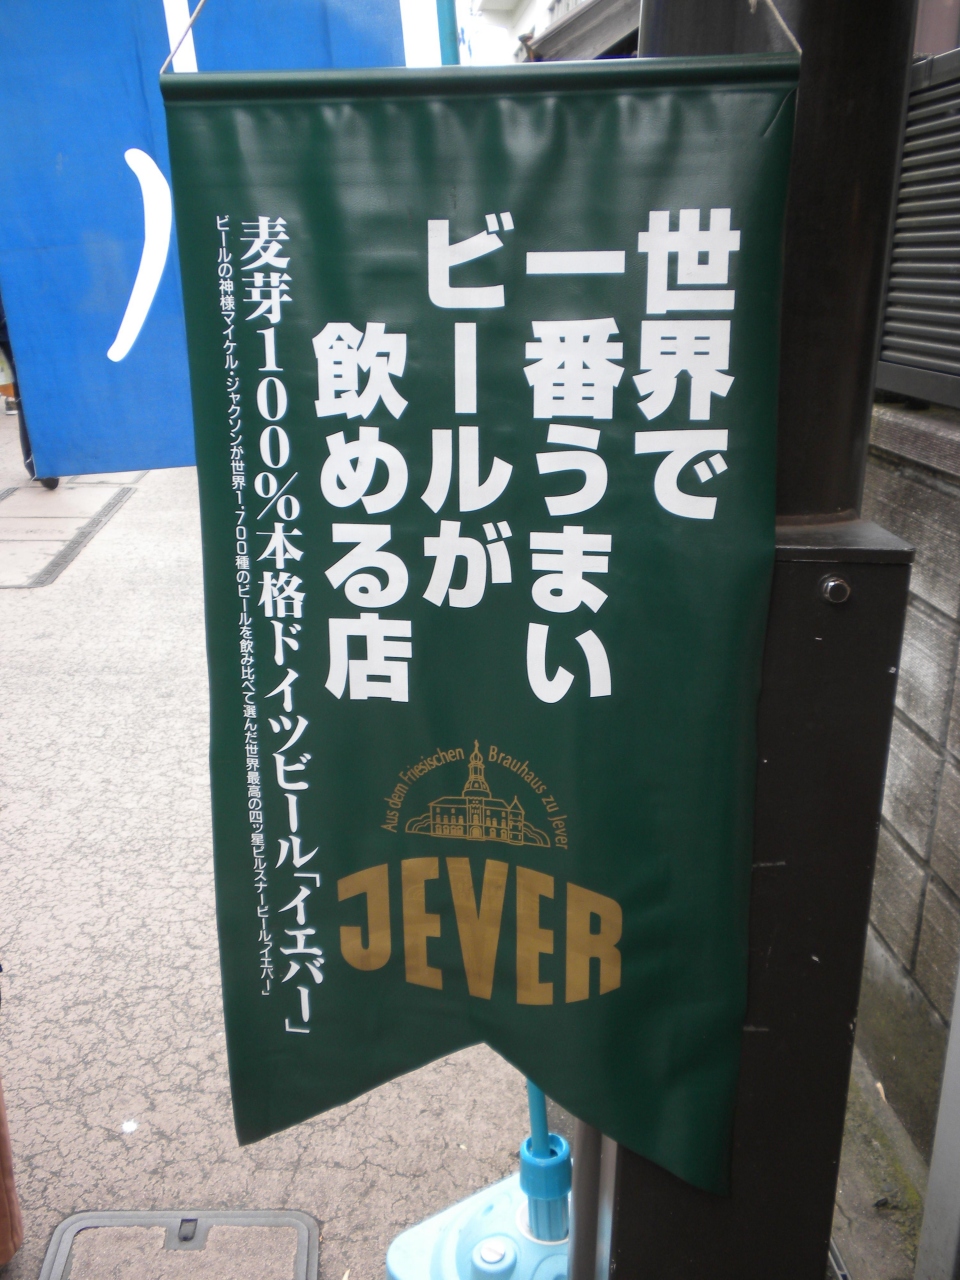 世界で
一番うまい
ビールが
飲める店
麦芽100%本格ドイツビール「イエバー」
ビールの神様マイケル・ジャクソンが世界1,700種のビールを飲み比べて選んだ世界最高の四ッ星ピルスナービール「イエバー」
Aus dem Friesischen Brauhaus zu Jever
JEVER